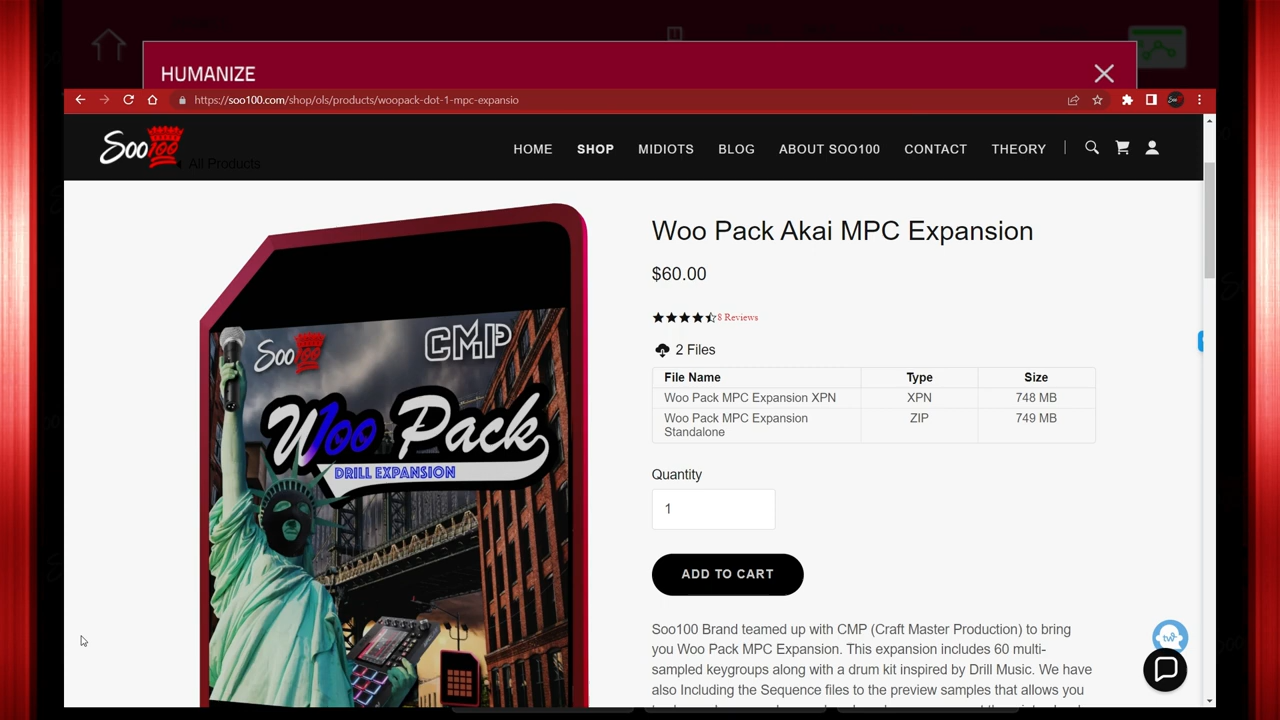 HUMANIZE
https://soo100.com/shop/ols/products/woopack-dot-1-mpc-expansio
Soo100
HOME SHOP MIDIOTS BLOG ABOUT SOO100 CONTACT THEORY
All Products
Woo Pack Akai MPC Expansion
$60.00
8 Reviews
2 Files
File Name Type Size
Woo Pack MPC Expansion XPN XPN 748 MB
Woo Pack MPC Expansion ZIP 749 MB
Standalone
Quantity
1
ADD TO CART
Soo100 Brand teamed up with CMP (Craft Master Production) to bring
you Woo Pack MPC Expansion. This expansion includes 60 multi-
sampled keygroups along with a drum kit inspired by Drill Music. We have
also Including the Sequence files to the preview samples that allows you
Soo100 CMP
Woo Pack
DRILL EXPANSION
tw